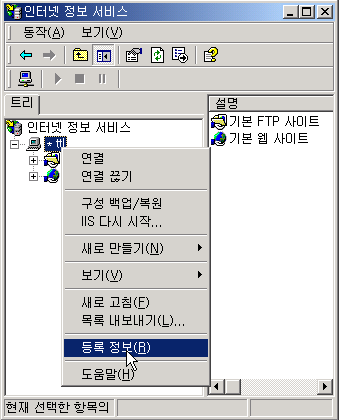 인터넷 정보 서비스
동작(A) 보기(V)
트리
설명
인터넷 정보 서비스
기본 FTP 사이트
기본 웹 사이트
연결
연결 끊기
구성 백업/복원
IIS 다시 시작...
새로 만들기(N)
보기(V)
새로 고침(F)
목록 내보내기(L)...
등록 정보(R)
도움말(H)
현재 선택한 항목의